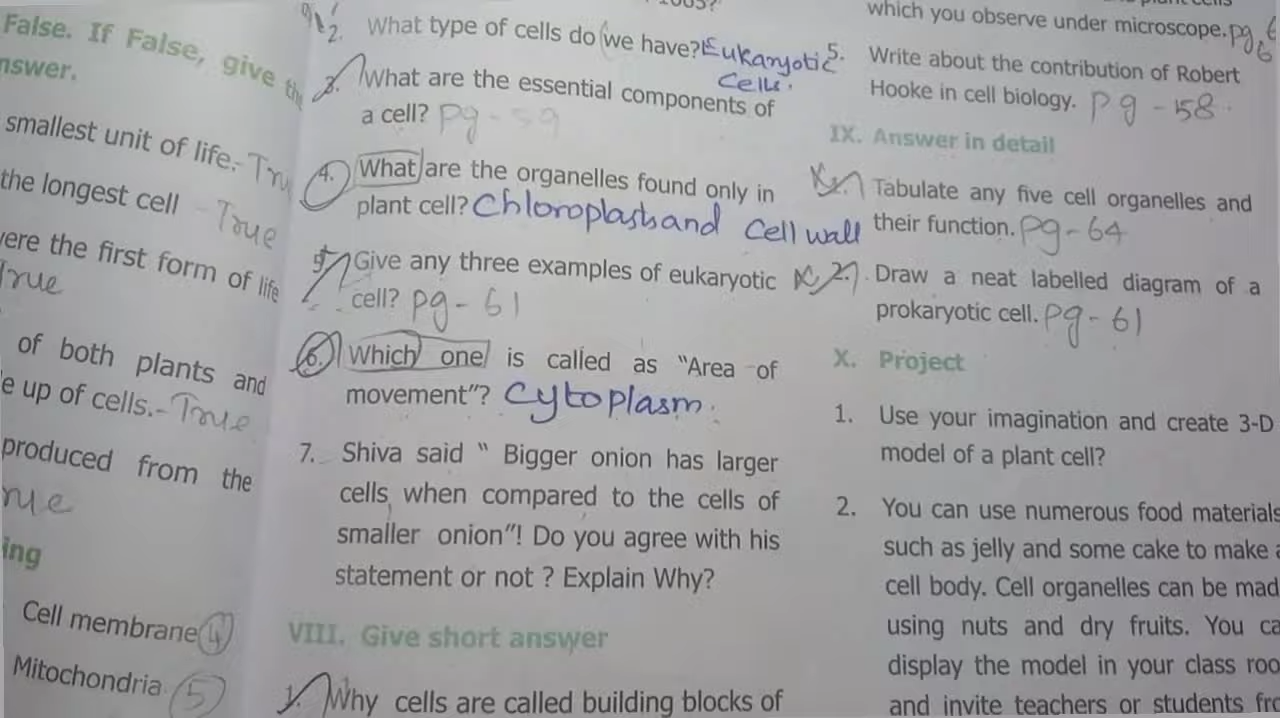 False. If False, give the
nswer.
smallest unit of life.- Tru
the longest cell - True
ere the first form of life
True
of both plants and
e up of cells.- True
produced from the
rue
ing
Cell membrane 4
Mitochondria 5
2. What type of cells do we have? Eukaryotic
Cells.
3. What are the essential components of
a cell? pg - 59
4. What are the organelles found only in
plant cell? Chloroplasts and Cell wall
5. Give any three examples of eukaryotic
cell? pg - 61
6. Which one is called as "Area of
movement"? Cytoplasm.
7. Shiva said " Bigger onion has larger
cells when compared to the cells of
smaller onion"! Do you agree with his
statement or not ? Explain Why?
VIII. Give short answer
1. Why cells are called building blocks of
which you observe under microscope. pg
5. Write about the contribution of Robert
Hooke in cell biology. pg - 58.
IX. Answer in detail
1. Tabulate any five cell organelles and
their function. pg - 64
2. Draw a neat labelled diagram of a
prokaryotic cell. pg - 61
X. Project
1. Use your imagination and create 3-D
model of a plant cell?
2. You can use numerous food materials
such as jelly and some cake to make a
cell body. Cell organelles can be mad
using nuts and dry fruits. You ca
display the model in your class roo
and invite teachers or students fr